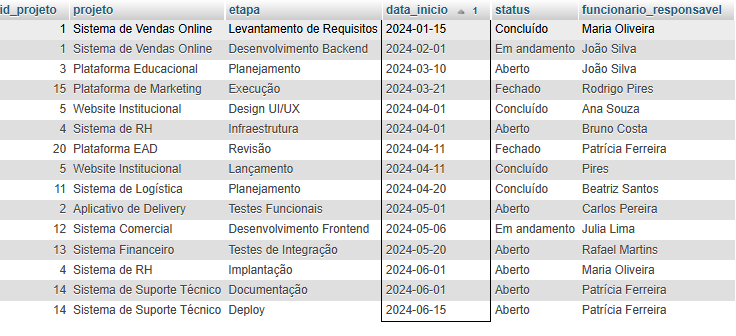 id_projeto projeto etapa data_inicio 1 status funcionario_responsavel
1 Sistema de Vendas Online Levantamento de Requisitos 2024-01-15 Concluído Maria Oliveira
1 Sistema de Vendas Online Desenvolvimento Backend 2024-02-01 Em andamento João Silva
3 Plataforma Educacional Planejamento 2024-03-10 Aberto João Silva
15 Plataforma de Marketing Execução 2024-03-21 Fechado Rodrigo Pires
5 Website Institucional Design UI/UX 2024-04-01 Concluído Ana Souza
4 Sistema de RH Infraestrutura 2024-04-01 Aberto Bruno Costa
20 Plataforma EAD Revisão 2024-04-11 Fechado Patrícia Ferreira
5 Website Institucional Lançamento 2024-04-11 Concluído Pires
11 Sistema de Logística Planejamento 2024-04-20 Concluído Beatriz Santos
2 Aplicativo de Delivery Testes Funcionais 2024-05-01 Aberto Carlos Pereira
12 Sistema Comercial Desenvolvimento Frontend 2024-05-06 Em andamento Julia Lima
13 Sistema Financeiro Testes de Integração 2024-05-20 Aberto Rafael Martins
4 Sistema de RH Implantação 2024-06-01 Aberto Maria Oliveira
14 Sistema de Suporte Técnico Documentação 2024-06-01 Aberto Patrícia Ferreira
14 Sistema de Suporte Técnico Deploy 2024-06-15 Aberto Patrícia Ferreira